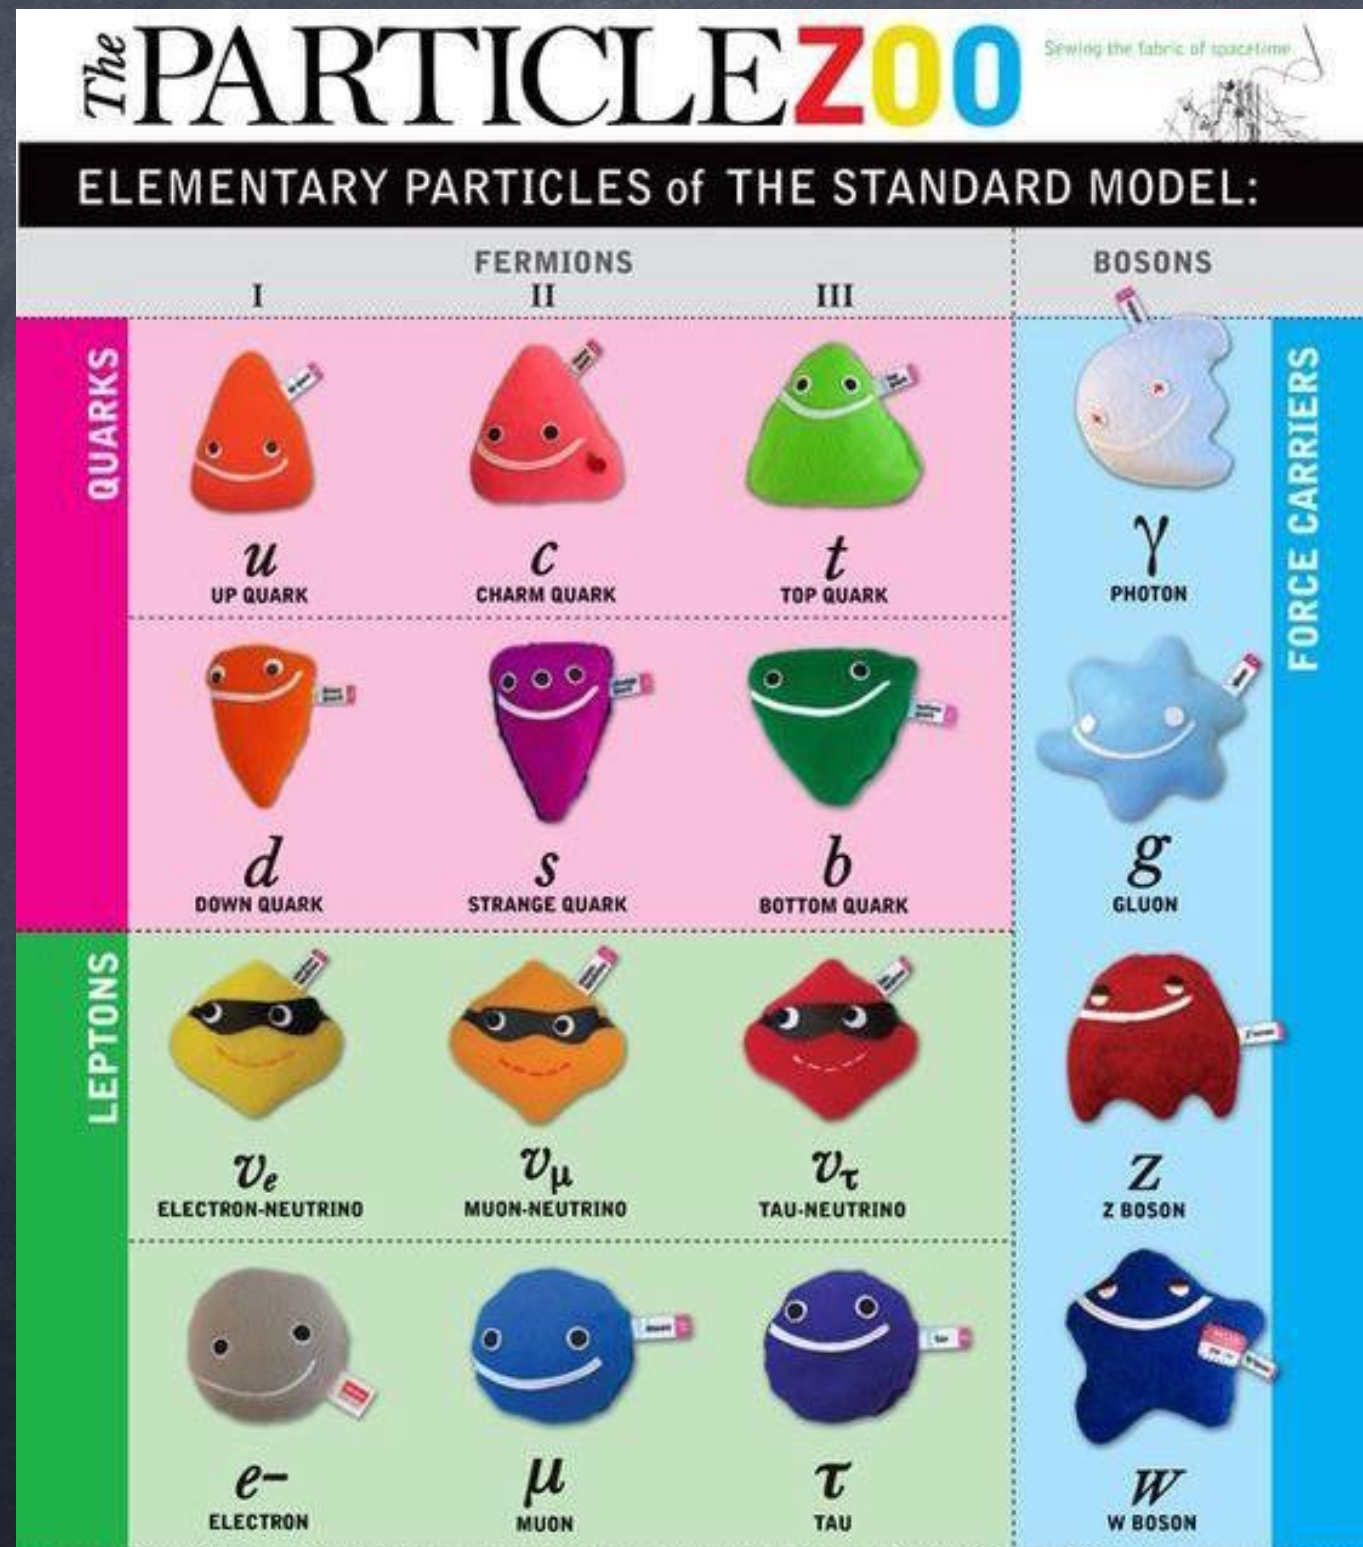 The PARTICLE ZOO
Sewing the fabric of spacetime
ELEMENTARY PARTICLES of THE STANDARD MODEL:
FERMIONS
BOSONS
I II III
QUARKS
FORCE CARRIERS
u c t γ
UP QUARK CHARM QUARK TOP QUARK PHOTON
d s b g
DOWN QUARK STRANGE QUARK BOTTOM QUARK GLUON
LEPTONS
νe νμ ντ Z
ELECTRON-NEUTRINO MUON-NEUTRINO TAU-NEUTRINO Z BOSON
e- μ τ W
ELECTRON MUON TAU W BOSON